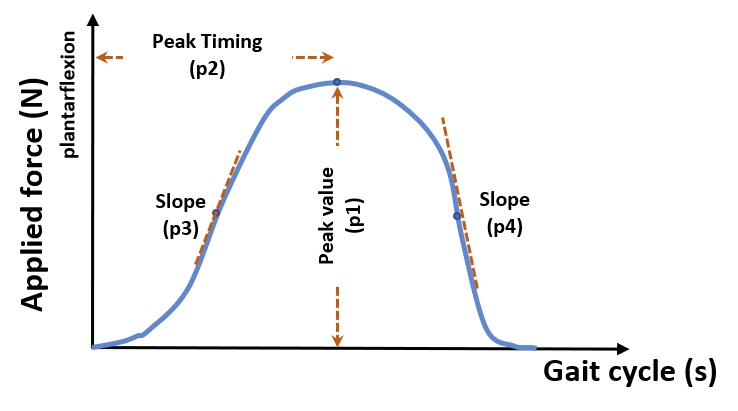 Peak Timing
(p2)
Applied force (N)
plantarflexion
Slope
(p3)
Peak value
(p1)
Slope
(p4)
Gait cycle (s)